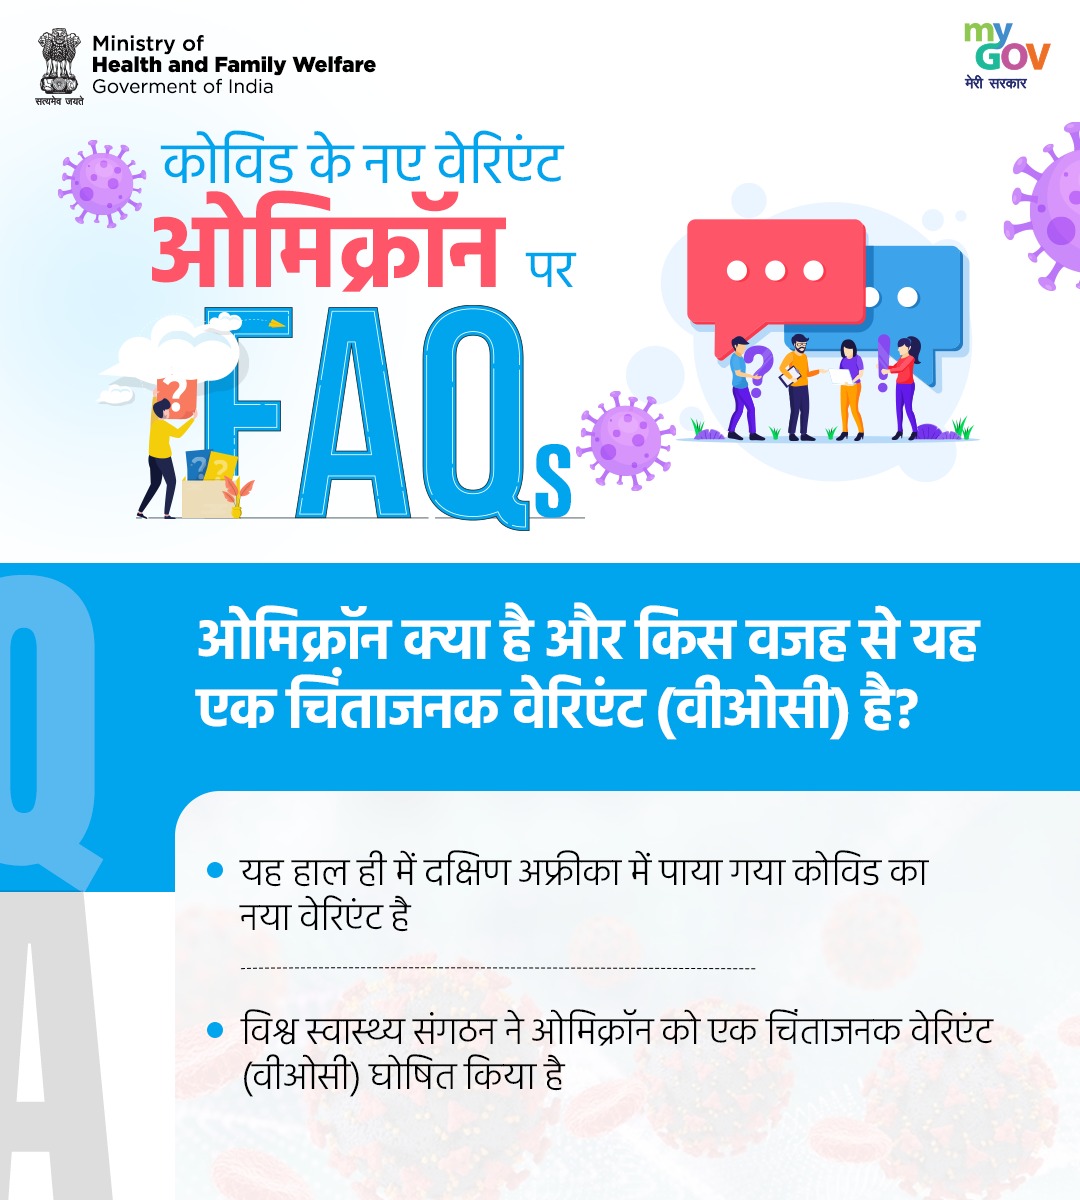 Ministry of
Health and Family Welfare
Goverment of India
सत्यमेव जयते
my
GOV
मेरी सरकार
कोविड के नए वेरिएंट
ओमिक्रॉन पर
FAQs
?
?
?
?
!
Q
ओमिक्रॉन क्या है और किस वजह से यह
एक चिंताजनक वेरिएंट (वीओसी) है?
A
यह हाल ही में दक्षिण अफ्रीका में पाया गया कोविड का
नया वेरिएंट है
विश्व स्वास्थ्य संगठन ने ओमिक्रॉन को एक चिंताजनक वेरिएंट
(वीओसी) घोषित किया है